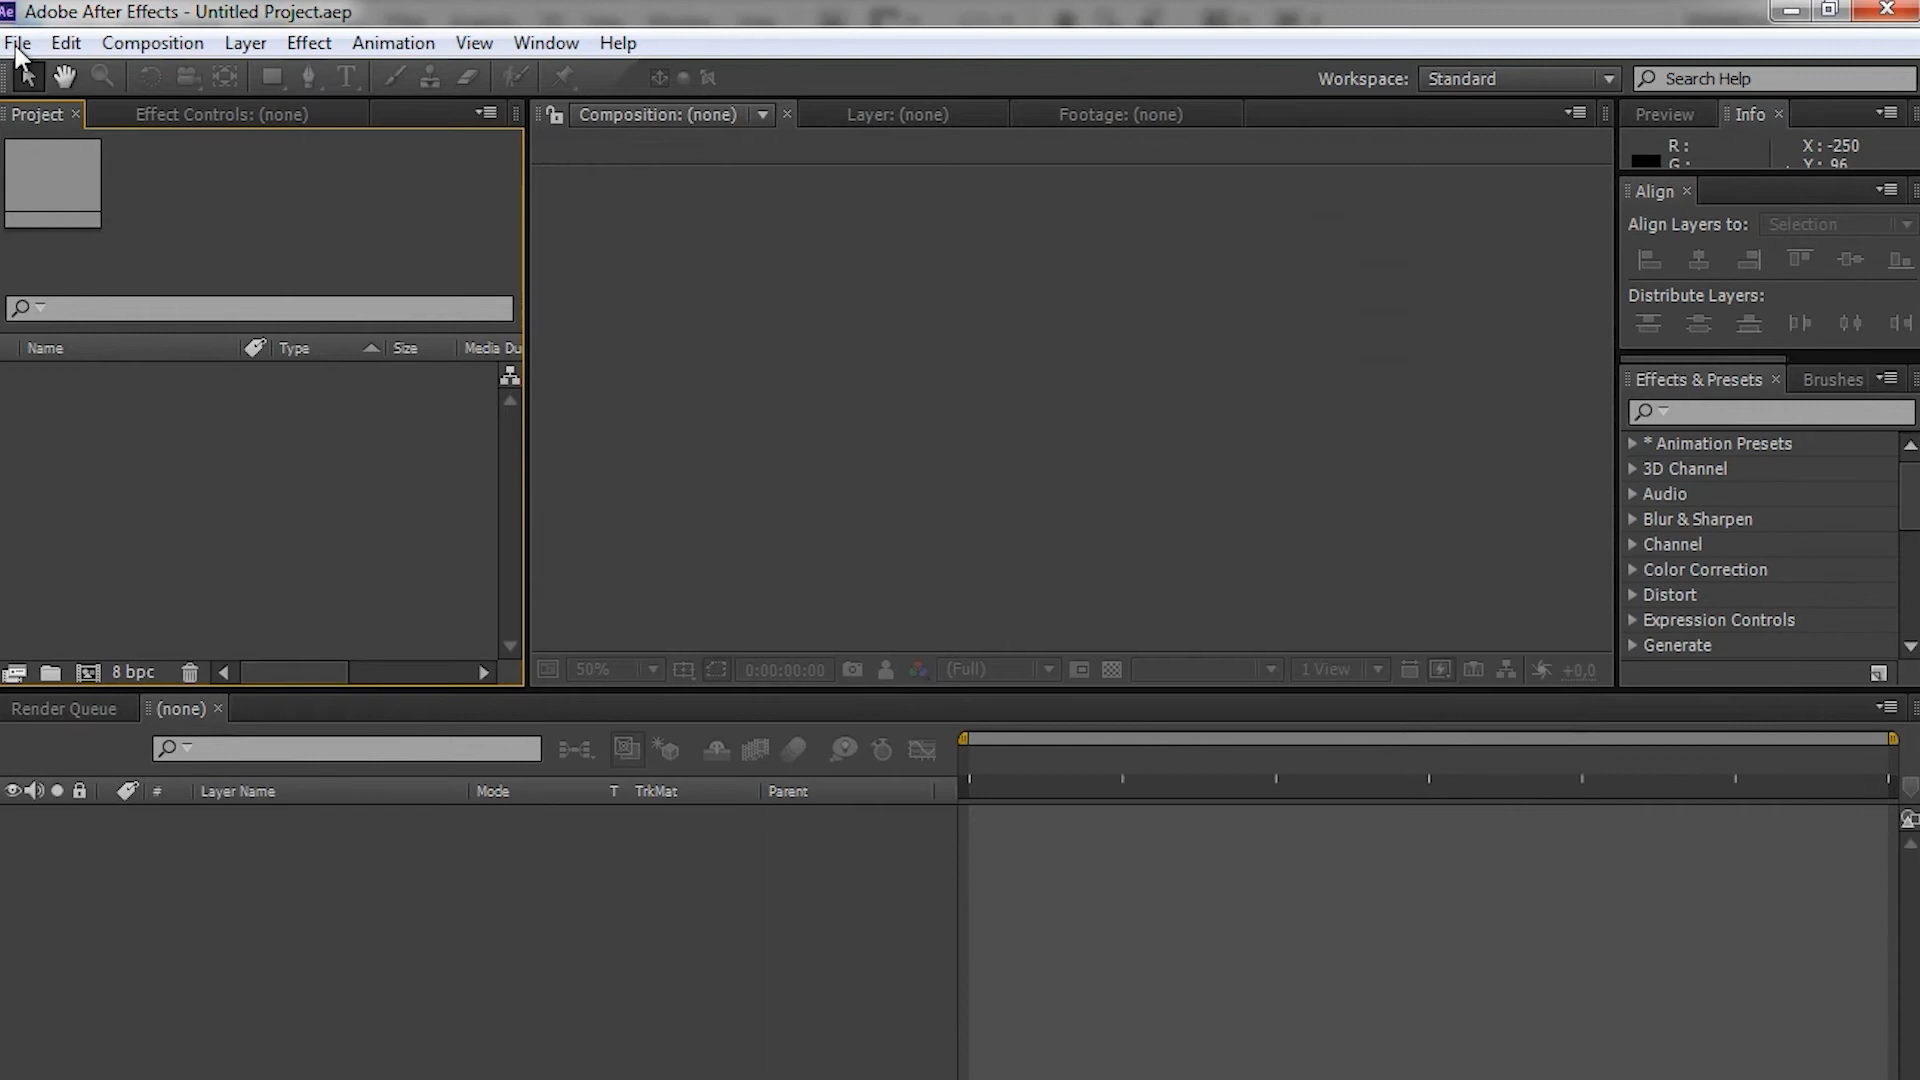 Ae Adobe After Effects - Untitled Project.aep
File Edit Composition Layer Effect Animation View Window Help
Workspace: Standard Search Help
Project Effect Controls: (none) Composition: (none) Layer: (none) Footage: (none) Preview Info
R: X: -250
G: Y: 96
Align
Align Layers to: Selection
Distribute Layers:
Name Type Size Media Du
Effects & Presets Brushes
* Animation Presets
3D Channel
Audio
Blur & Sharpen
Channel
Color Correction
Distort
Expression Controls
Generate
8 bpc 50% 0:00:00:00 (Full) 1 View +0,0
Render Queue (none)
# Layer Name Mode T TrkMat Parent